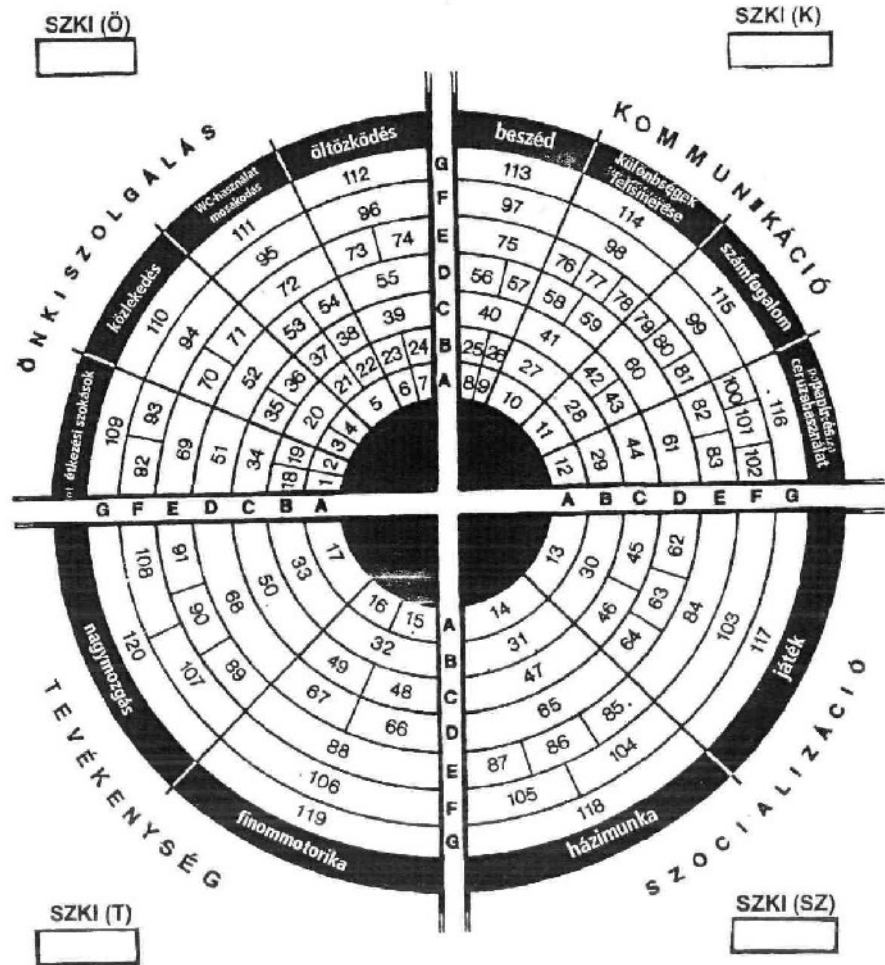 SZKI (Ö)
SZKI (K)
ÖNKISZOLGÁLÁS
KOMMUNIKÁCIÓ
étkezési szokások
közlekedés
WC-használat
mosakodás
öltözködés
beszéd
különbségek
felismerése
számfogalom
ceruzahasználat
109 110 111 112
92 93 94 95 96
69 70 71 72 73 74
51 52 53 54 55
34 35 36 37 38 39
18 19 20 21 22 23 24
1 2 3 4 5 6 7
G
F
E
D
C
B
A
113 114 115 116
97 98 99 100 101 102
75 76 77 78 79 80 81 82 83
56 57 58 59 60 61
40 41 42 43 44
25 26 27 28 29
8 9 10 11 12
G F E D C B A
A B C D E F G
17 16 15
33 32
50 49 48
68 67 66
91 90 89 88
108 107 106
120 119
A
B
C
D
E
F
G
13 14
30 31
45 46 47
62 63 64 65
84 85 86 87
103 104 105
117 118
nagymozgás
finommotorika
házimunka
játék
TEVÉKENYSÉG
SZOCIALIZÁCIÓ
SZKI (T)
SZKI (SZ)